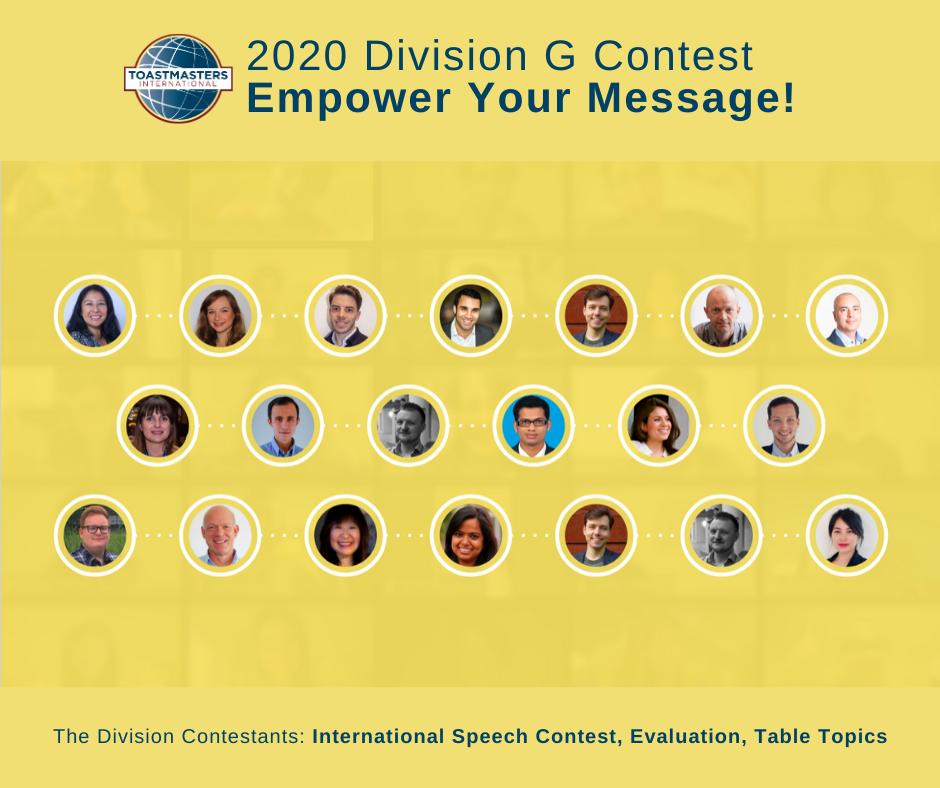 TOASTMASTERS
INTERNATIONAL
2020 Division G Contest
Empower Your Message!
The Division Contestants: International Speech Contest, Evaluation, Table Topics